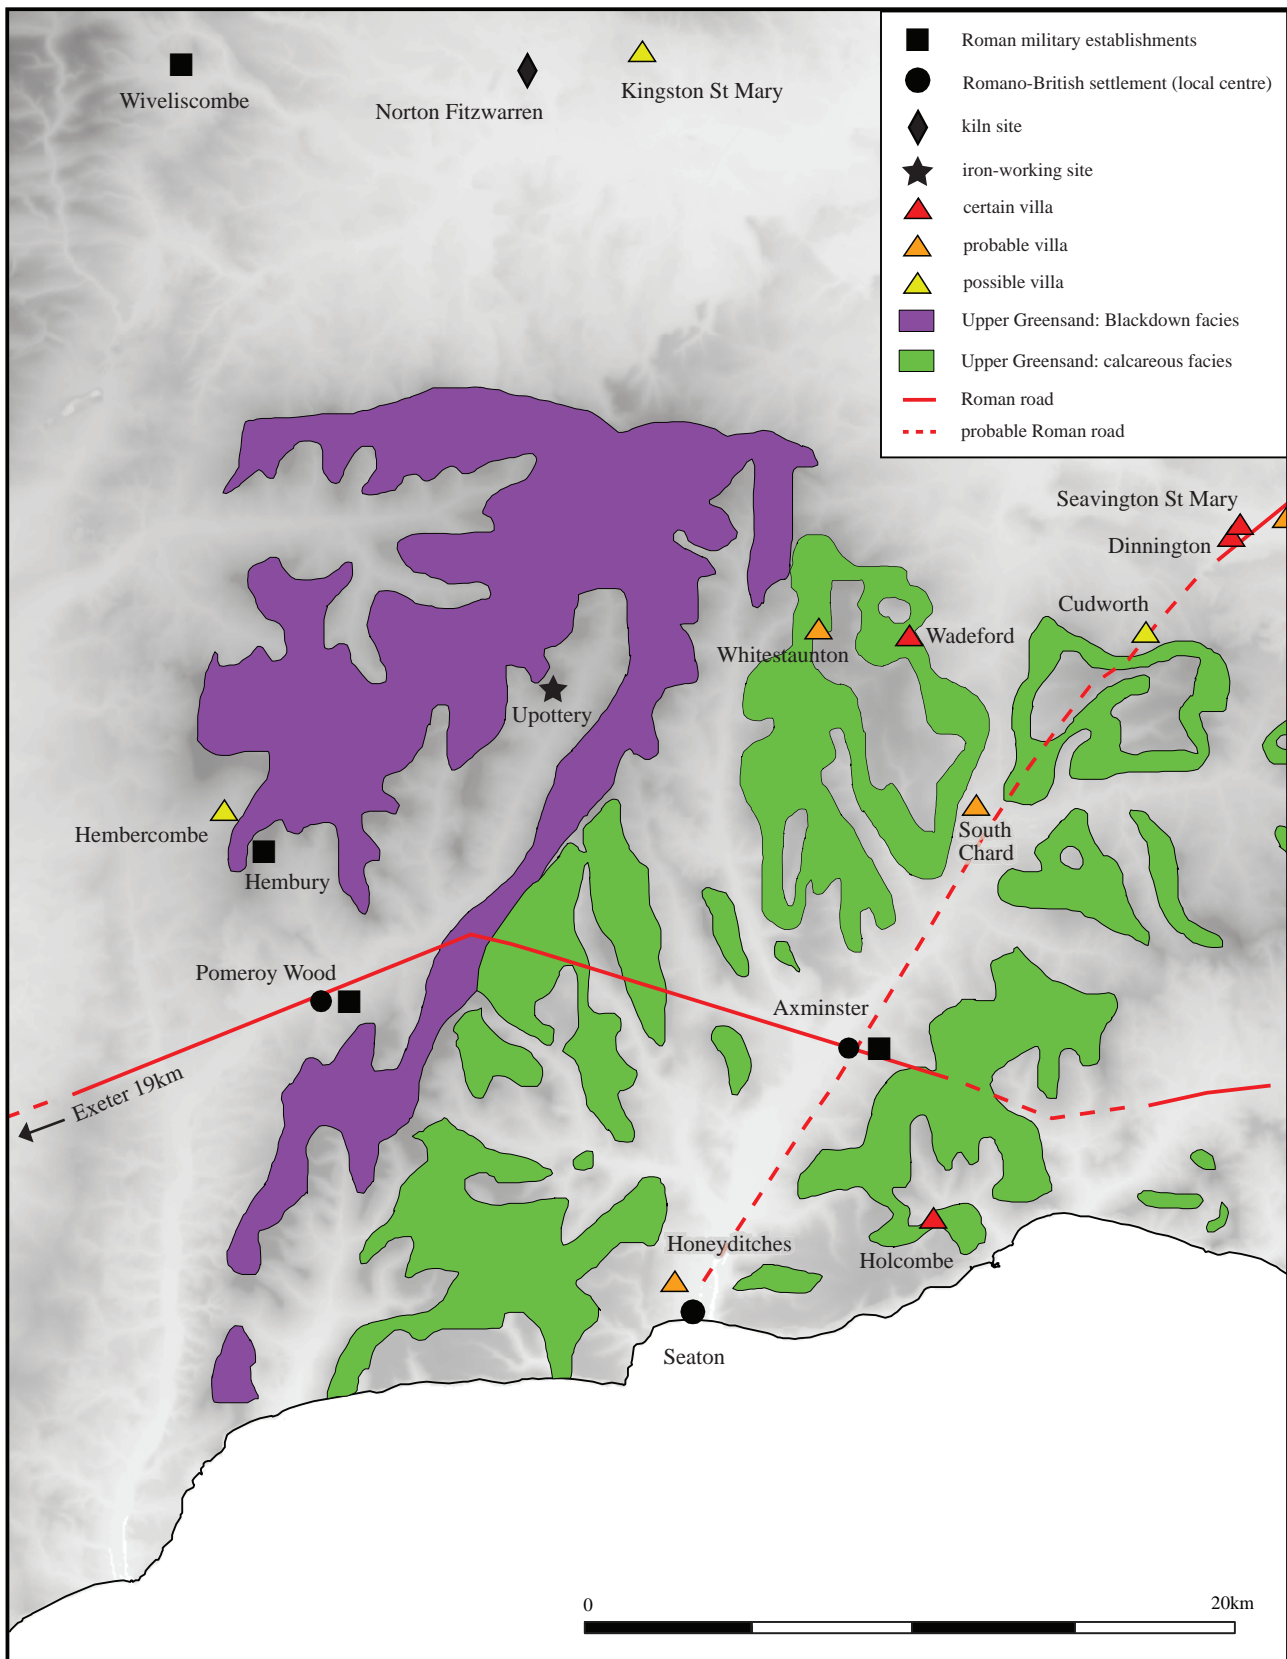 Roman military establishments
Romano-British settlement (local centre)
kiln site
iron-working site
certain villa
probable villa
possible villa
Upper Greensand: Blackdown facies
Upper Greensand: calcareous facies
Roman road
probable Roman road
Wiveliscombe
Norton Fitzwarren
Kingston St Mary
Seavington St Mary
Dinnington
Cudworth
Whitestaunton
Wadeford
Upottery
Hembercombe
Hembury
South
Chard
Pomeroy Wood
Axminster
Exeter 19km
Honeyditches
Holcombe
Seaton
0
20km